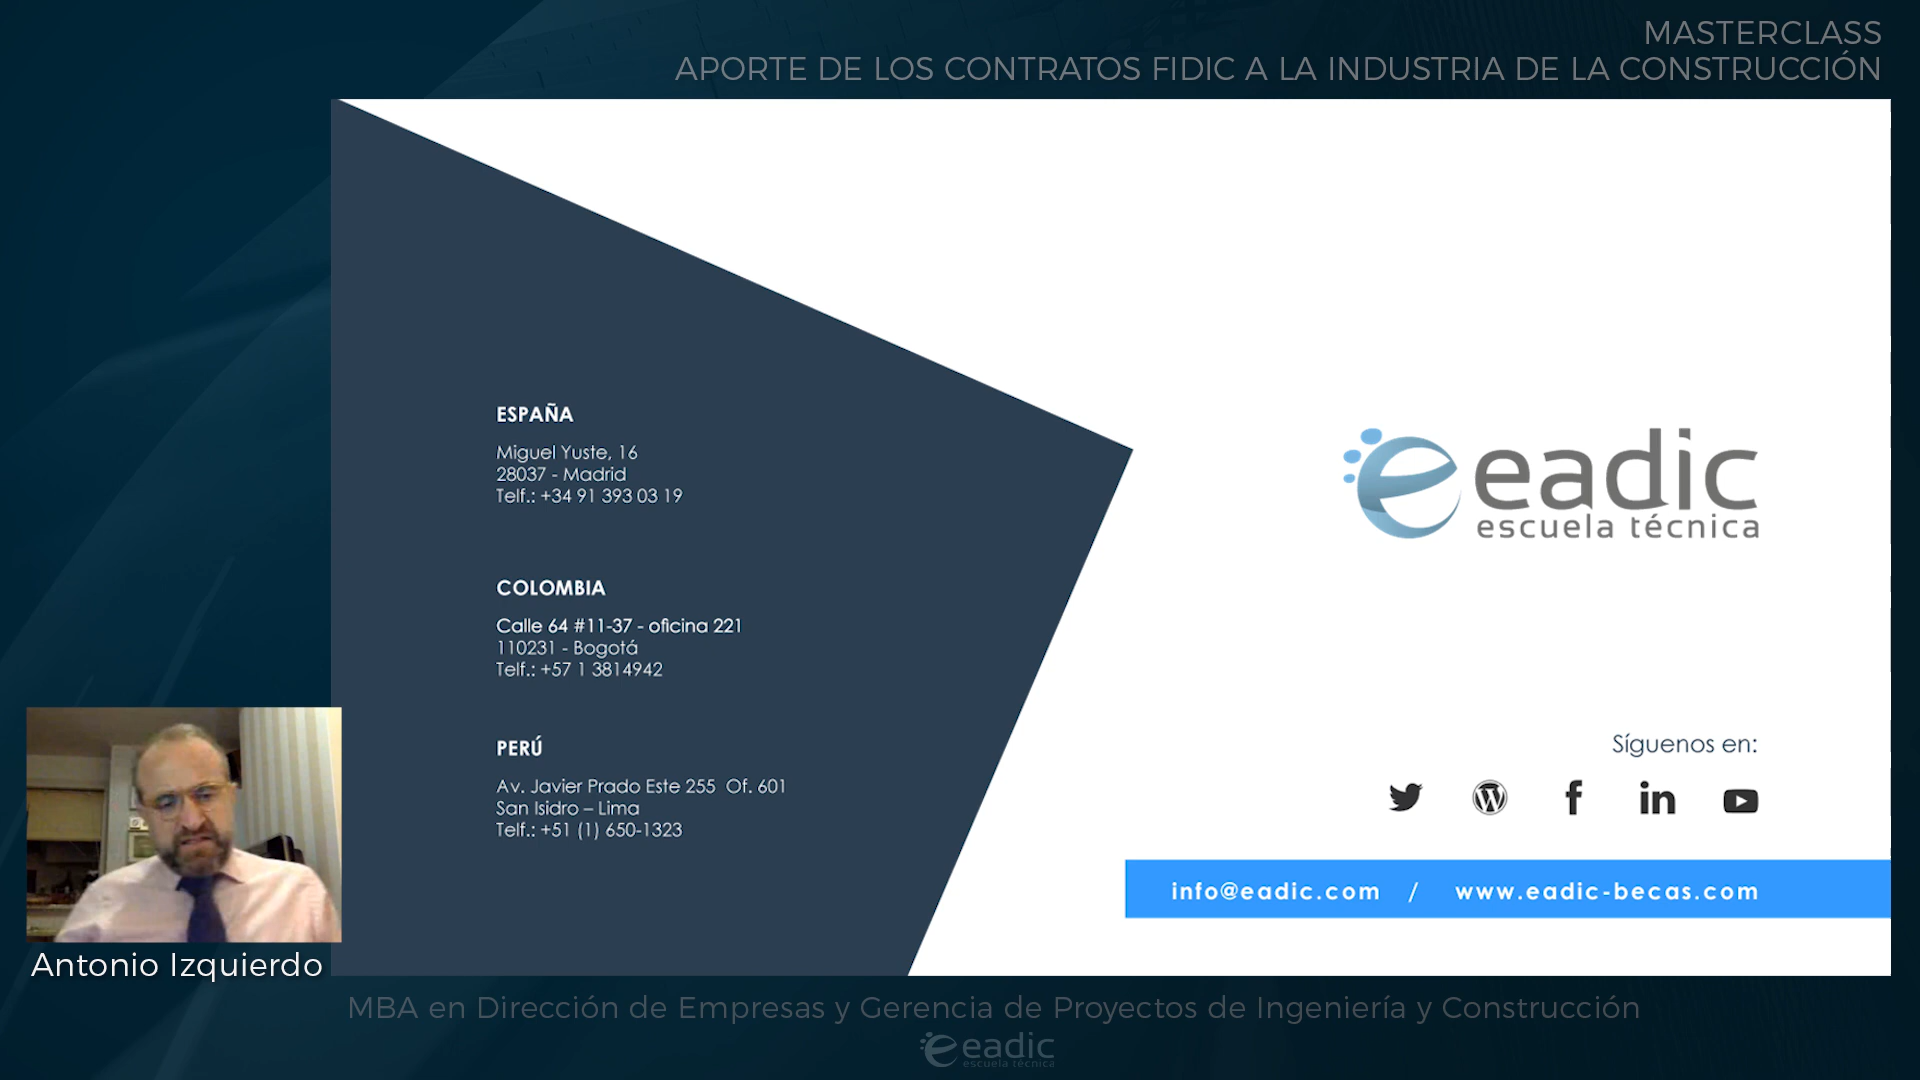 MASTERCLASS
APORTE DE LOS CONTRATOS FIDIC A LA INDUSTRIA DE LA CONSTRUCCIÓN
ESPAÑA
Miguel Yuste, 16
28037 - Madrid
Telf.: +34 91 393 03 19
COLOMBIA
Calle 64 #11-37 - oficina 221
110231 - Bogotá
Telf.: +57 1 3814942
PERÚ
Av. Javier Prado Este 255 Of. 601
San Isidro – Lima
Telf.: +51 (1) 650-1323
eadic
escuela técnica
Síguenos en:
info@eadic.com / www.eadic-becas.com
Antonio Izquierdo
MBA en Dirección de Empresas y Gerencia de Proyectos de Ingeniería y Construcción
eadic
escuela técnica